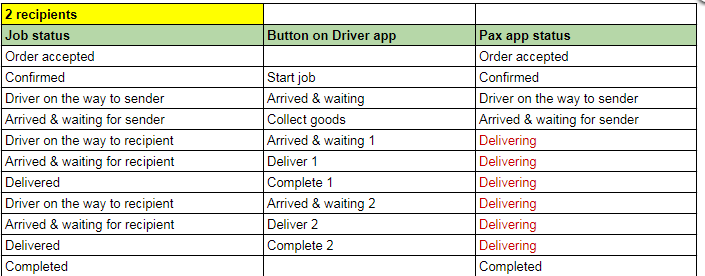 2 recipients
Job status Button on Driver app Pax app status
Order accepted Order accepted
Confirmed Start job Confirmed
Driver on the way to sender Arrived & waiting Driver on the way to sender
Arrived & waiting for sender Collect goods Arrived & waiting for sender
Driver on the way to recipient Arrived & waiting 1 Delivering
Arrived & waiting for recipient Deliver 1 Delivering
Delivered Complete 1 Delivering
Driver on the way to recipient Arrived & waiting 2 Delivering
Arrived & waiting for recipient Deliver 2 Delivering
Delivered Complete 2 Delivering
Completed Completed